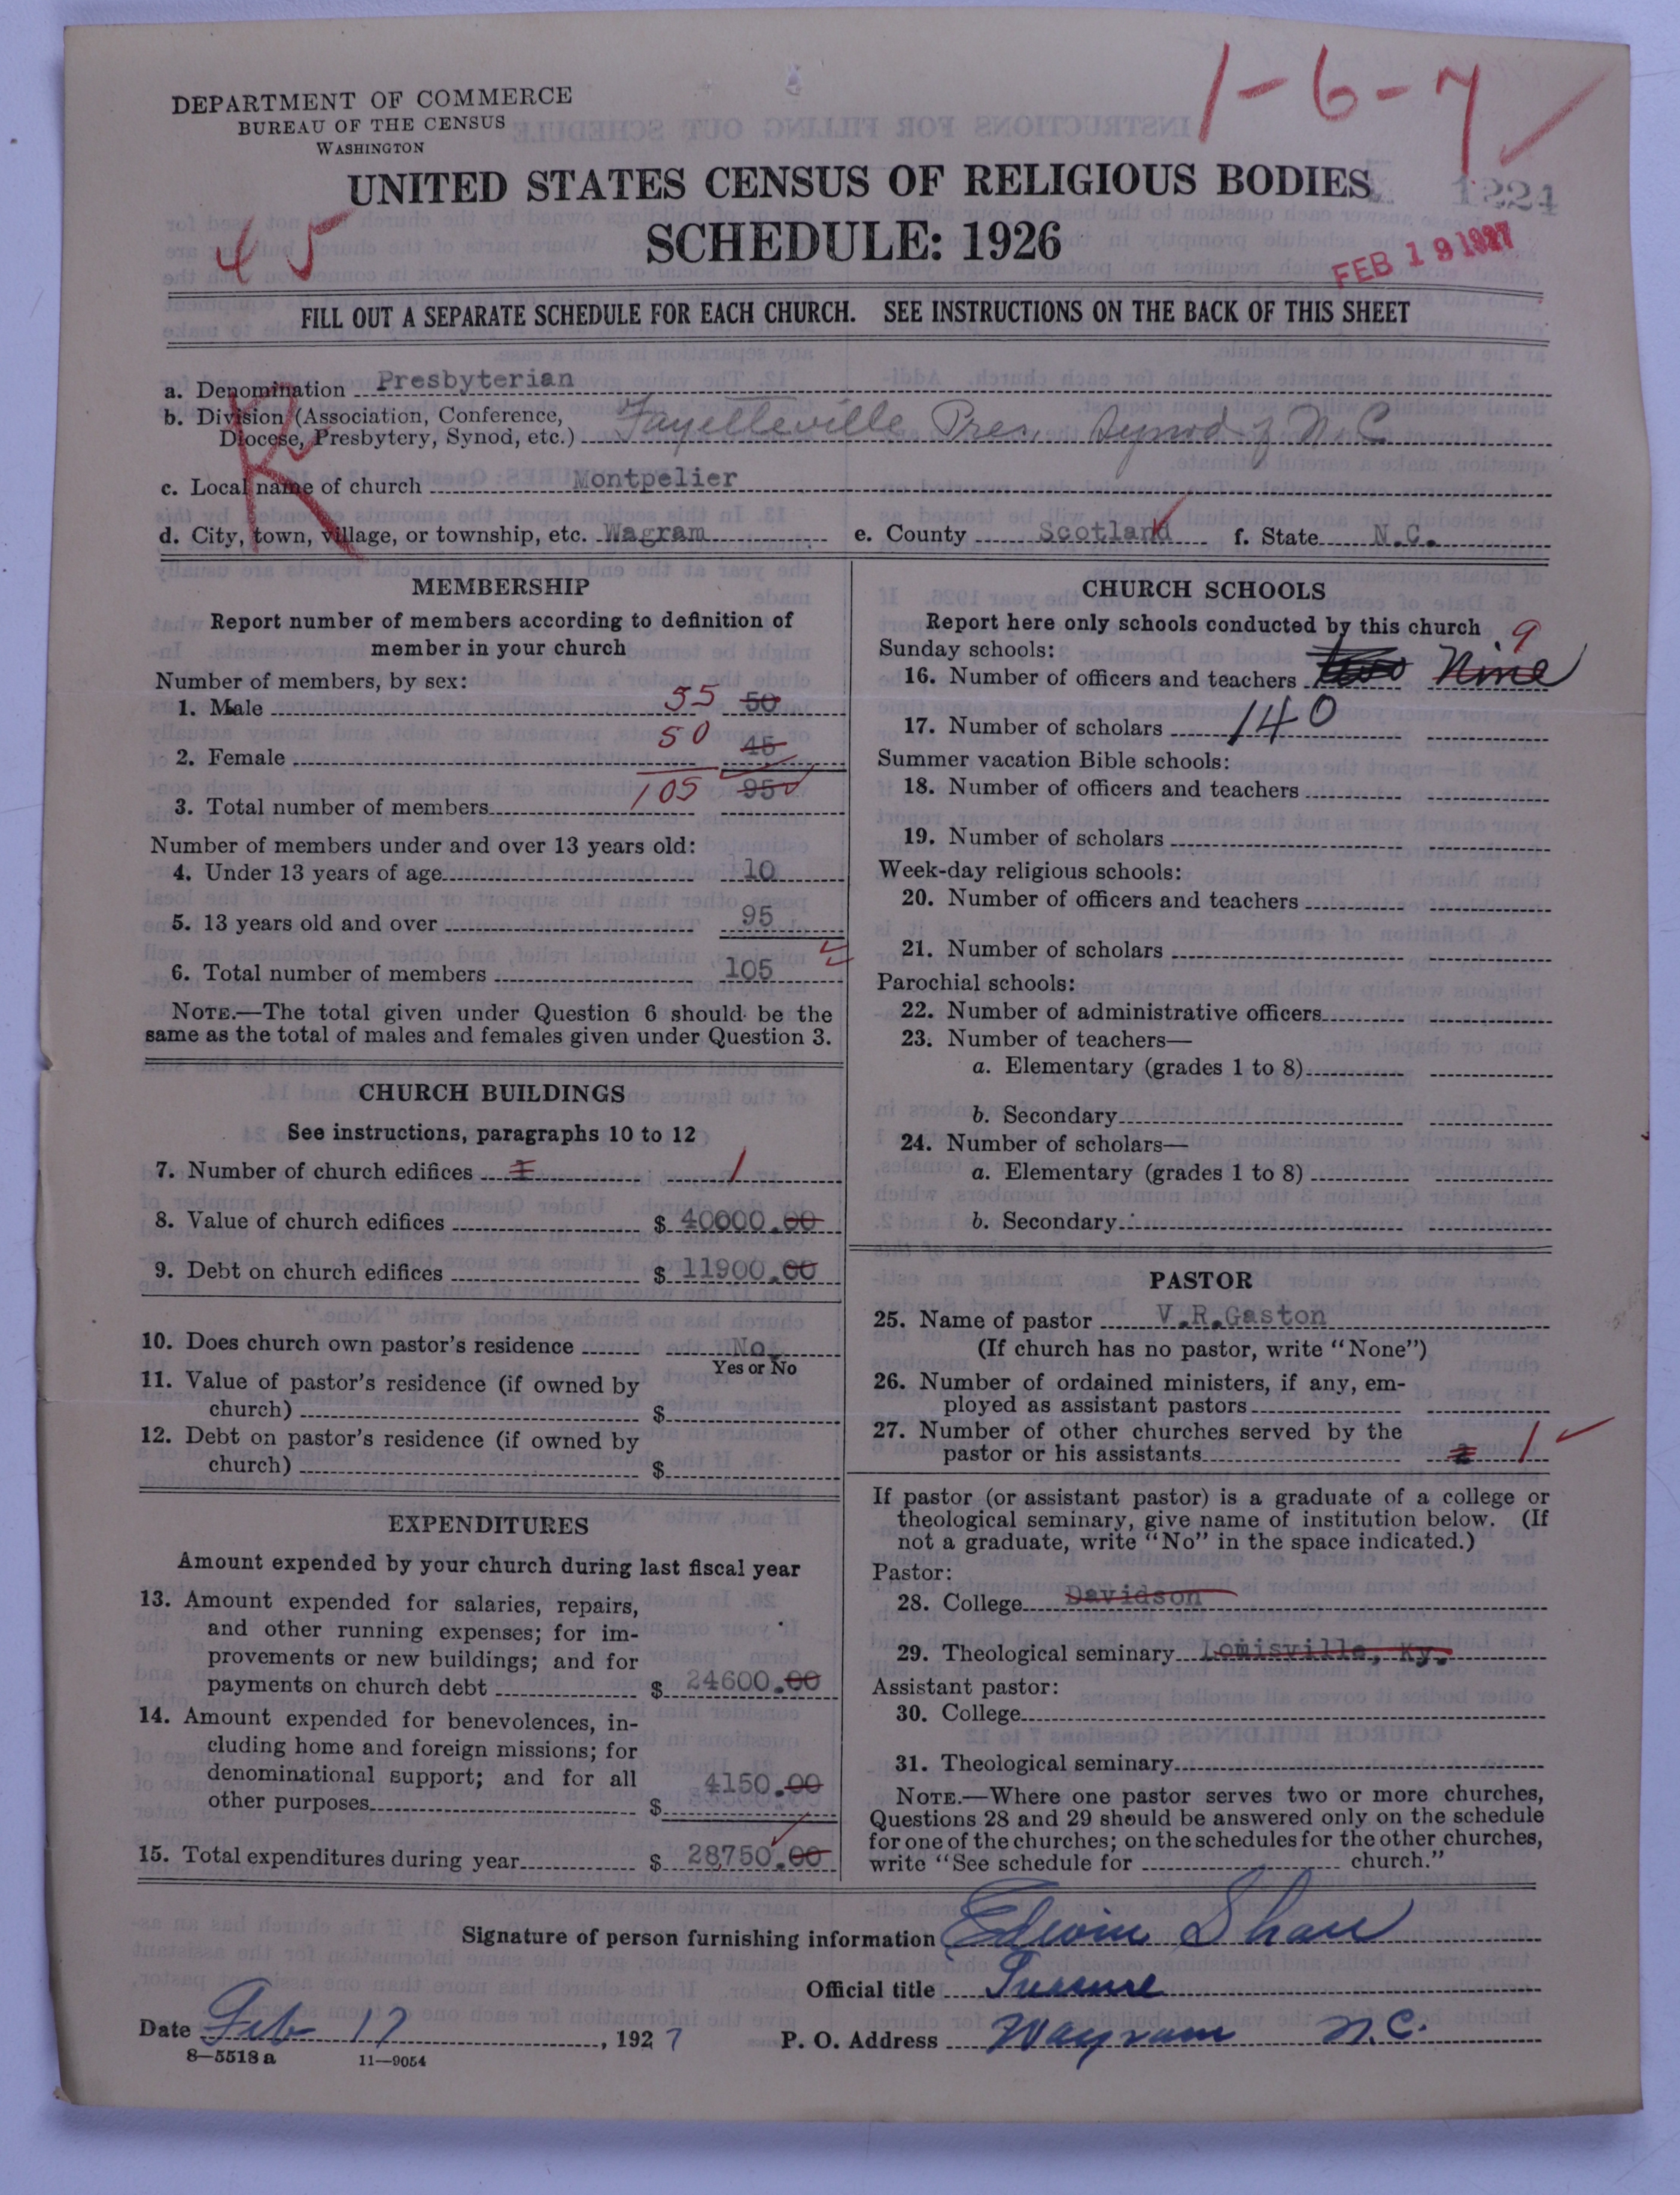 1-6-7
DEPARTMENT OF COMMERCE
BUREAU OF THE CENSUS
WASHINGTON
UNITED STATES CENSUS OF RELIGIOUS BODIES
1224
SCHEDULE: 1926
45
FEB 19 1927
FILL OUT A SEPARATE SCHEDULE FOR EACH CHURCH. SEE INSTRUCTIONS ON THE BACK OF THIS SHEET
R
a. Denomination Presbyterian
b. Division (Association, Conference,
Diocese, Presbytery, Synod, etc.) Fayetteville Pres. Synod of N.C.
c. Local name of church Montpelier
d. City, town, village, or township, etc. Wagram e. County Scotland f. State N.C.
MEMBERSHIP
Report number of members according to definition of
member in your church
Number of members, by sex:
1. Male 55 50
2. Female 50 45
3. Total number of members 105 95
Number of members under and over 13 years old:
4. Under 13 years of age 10
5. 13 years old and over 95
6. Total number of members 105
NOTE.—The total given under Question 6 should be the
same as the total of males and females given under Question 3.
CHURCH BUILDINGS
See instructions, paragraphs 10 to 12
7. Number of church edifices 1 1
8. Value of church edifices $ 40000.00
9. Debt on church edifices $ 11900.00
10. Does church own pastor's residence No.
Yes or No
11. Value of pastor's residence (if owned by
church) $
12. Debt on pastor's residence (if owned by
church) $
EXPENDITURES
Amount expended by your church during last fiscal year
13. Amount expended for salaries, repairs,
and other running expenses; for im-
provements or new buildings; and for
payments on church debt $ 24600.00
14. Amount expended for benevolences, in-
cluding home and foreign missions; for
denominational support; and for all
other purposes $ 4150.00
15. Total expenditures during year $ 28750.00
CHURCH SCHOOLS
Report here only schools conducted by this church
Sunday schools: 9
16. Number of officers and teachers two Nine
17. Number of scholars 140
Summer vacation Bible schools:
18. Number of officers and teachers
19. Number of scholars
Week-day religious schools:
20. Number of officers and teachers
21. Number of scholars
Parochial schools:
22. Number of administrative officers
23. Number of teachers—
a. Elementary (grades 1 to 8)
b. Secondary
24. Number of scholars—
a. Elementary (grades 1 to 8)
b. Secondary
PASTOR
25. Name of pastor V.R.Gaston
(If church has no pastor, write "None")
26. Number of ordained ministers, if any, em-
ployed as assistant pastors
27. Number of other churches served by the
pastor or his assistants 2 1
If pastor (or assistant pastor) is a graduate of a college or
theological seminary, give name of institution below. (If
not a graduate, write "No" in the space indicated.)
Pastor:
28. College Davidson
29. Theological seminary Lomisville, Ky.
Assistant pastor:
30. College
31. Theological seminary
NOTE.—Where one pastor serves two or more churches,
Questions 28 and 29 should be answered only on the schedule
for one of the churches; on the schedules for the other churches,
write "See schedule for church."
Signature of person furnishing information Edwin Shaw
Official title
Date Feb 17, 1927 P. O. Address Wagram N.C.
8—5518 a 11—9054